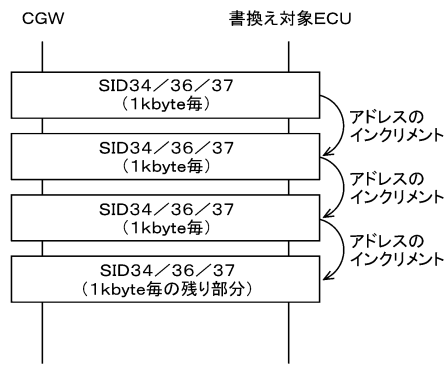 CGW
書換え対象ECU
SID34/36/37
(1kbyte毎)
アドレスの
インクリメント
SID34/36/37
(1kbyte毎)
アドレスの
インクリメント
SID34/36/37
(1kbyte毎)
アドレスの
インクリメント
SID34/36/37
(1kbyte毎の残り部分)